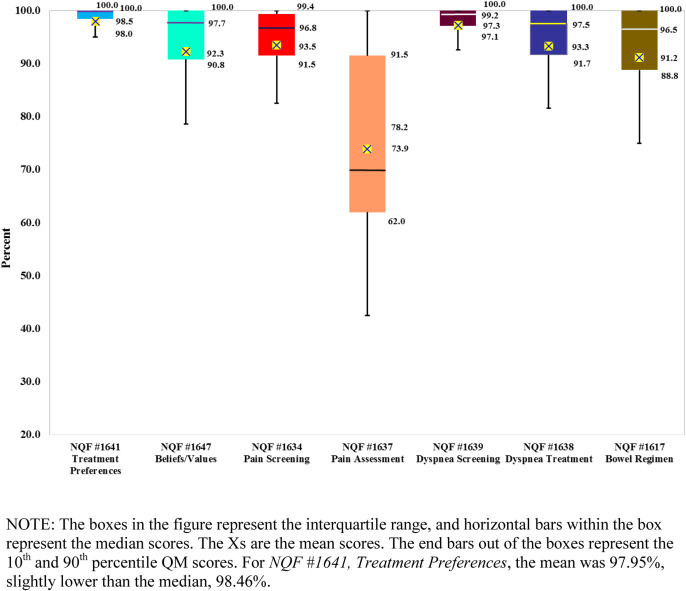 100.0
90.0
80.0
70.0
60.0
50.0
40.0
30.0
20.0
Percent
100.0
100.0
98.5
98.0
100.0
97.7
92.3
90.8
99.4
96.8
93.5
91.5
91.5
78.2
73.9
62.0
100.0
99.2
97.3
97.1
100.0
97.5
93.3
91.7
100.0
96.5
91.2
88.8
NQF #1641
Treatment
Preferences
NQF #1647
Beliefs/Values
NQF #1634
Pain Screening
NQF #1637
Pain Assessment
NQF #1639
Dyspnea Screening
NQF #1638
Dyspnea Treatment
NQF #1617
Bowel Regimen
NOTE: The boxes in the figure represent the interquartile range, and horizontal bars within the box
represent the median scores. The Xs are the mean scores. The end bars out of the boxes represent the
10th and 90th percentile QM scores. For NQF #1641, Treatment Preferences, the mean was 97.95%,
slightly lower than the median, 98.46%.